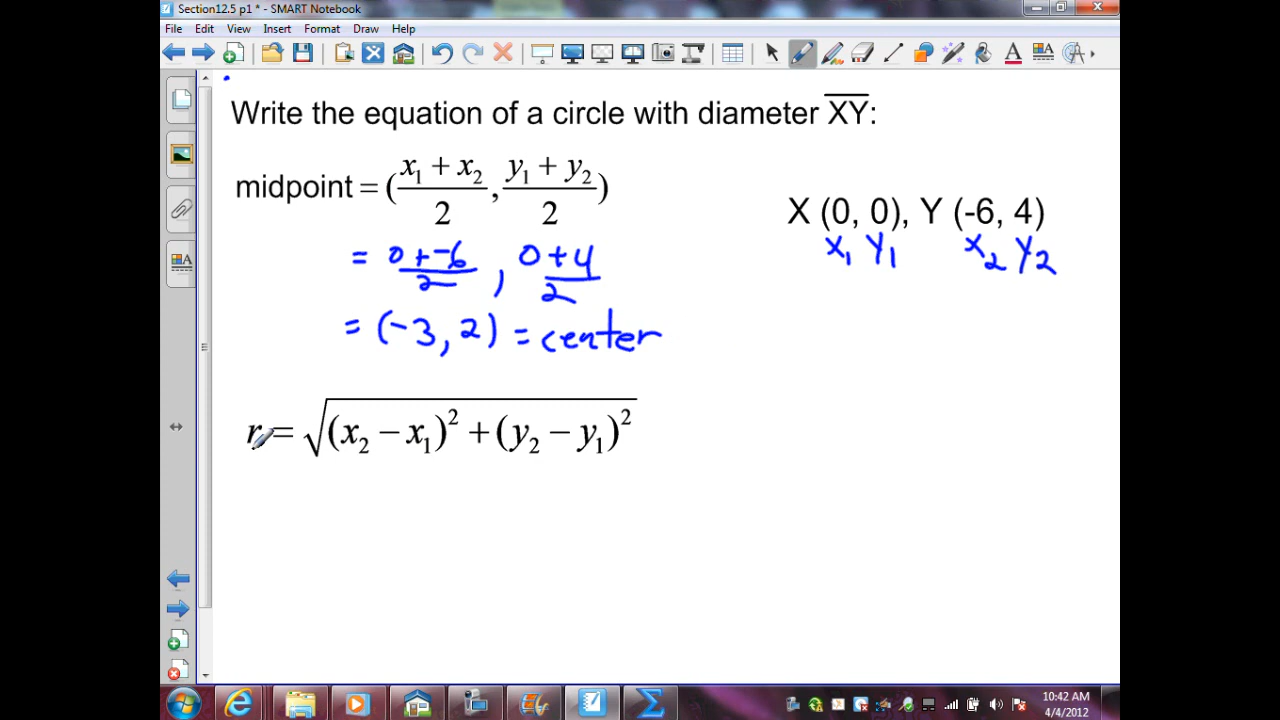 Section12.5 p1 * - SMART Notebook
File Edit View Insert Format Draw Help
Write the equation of a circle with diameter X̅Y̅:
midpoint = (x₁ + x₂/2, y₁ + y₂/2)
X (0, 0), Y (-6, 4)
x₁ y₁ x₂ y₂
= 0+-6/2, 0+4/2
= (-3, 2) = center
r = √(x₂ − x₁)² + (y₂ − y₁)²
10:42 AM
4/4/2012